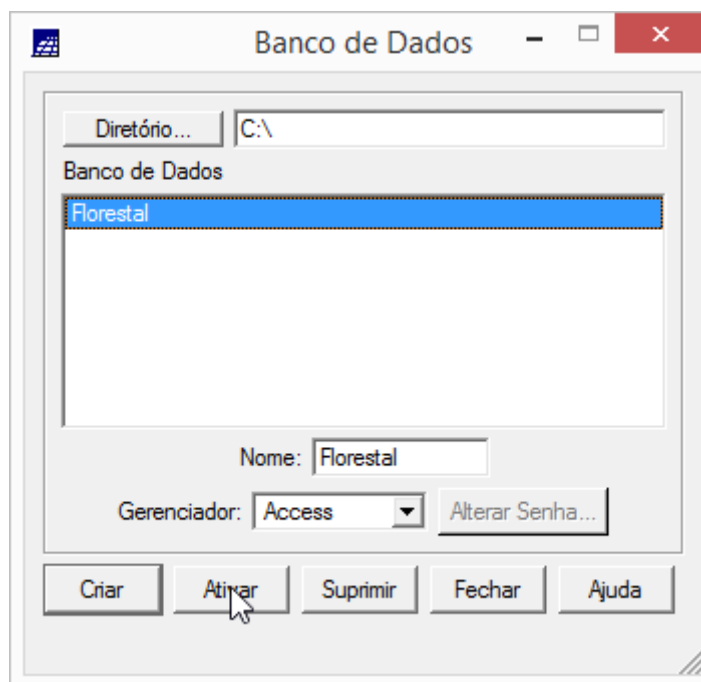 Banco de Dados
Diretório... C:\
Banco de Dados
Florestal
Nome: Florestal
Gerenciador: Access Alterar Senha...
Criar Ativar Suprimir Fechar Ajuda